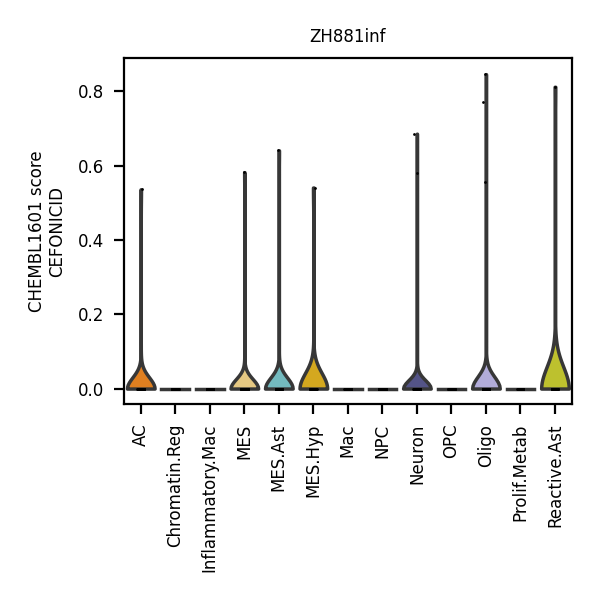 ZH881inf
CHEMBL1601 score
CEFONICID
0.8
0.6
0.4
0.2
0.0
AC
Chromatin.Reg
Inflammatory.Mac
MES
MES.Ast
MES.Hyp
Mac
NPC
Neuron
OPC
Oligo
Prolif.Metab
Reactive.Ast